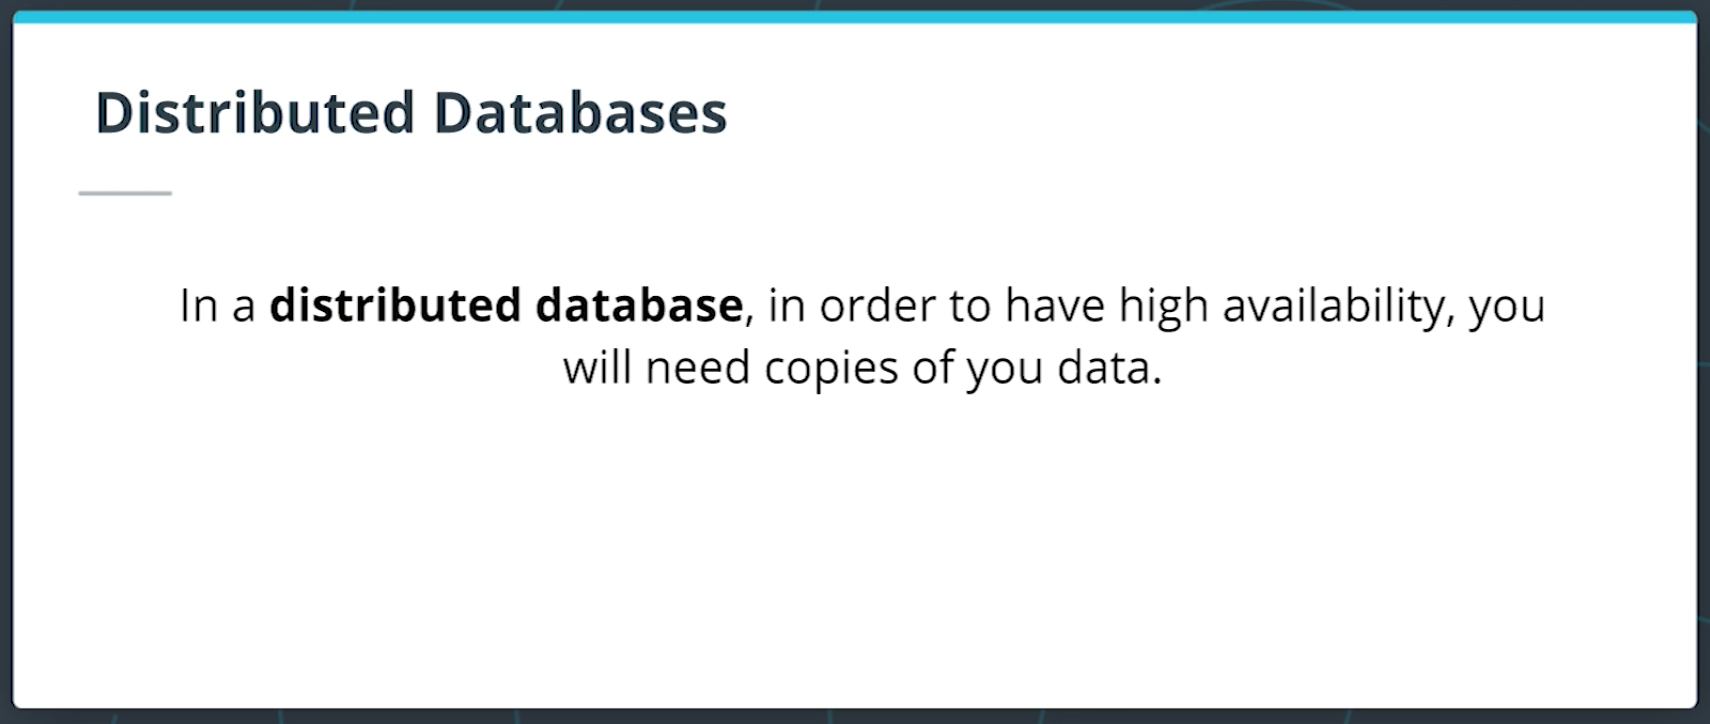 Distributed Databases
In a distributed database, in order to have high availability, you
will need copies of you data.